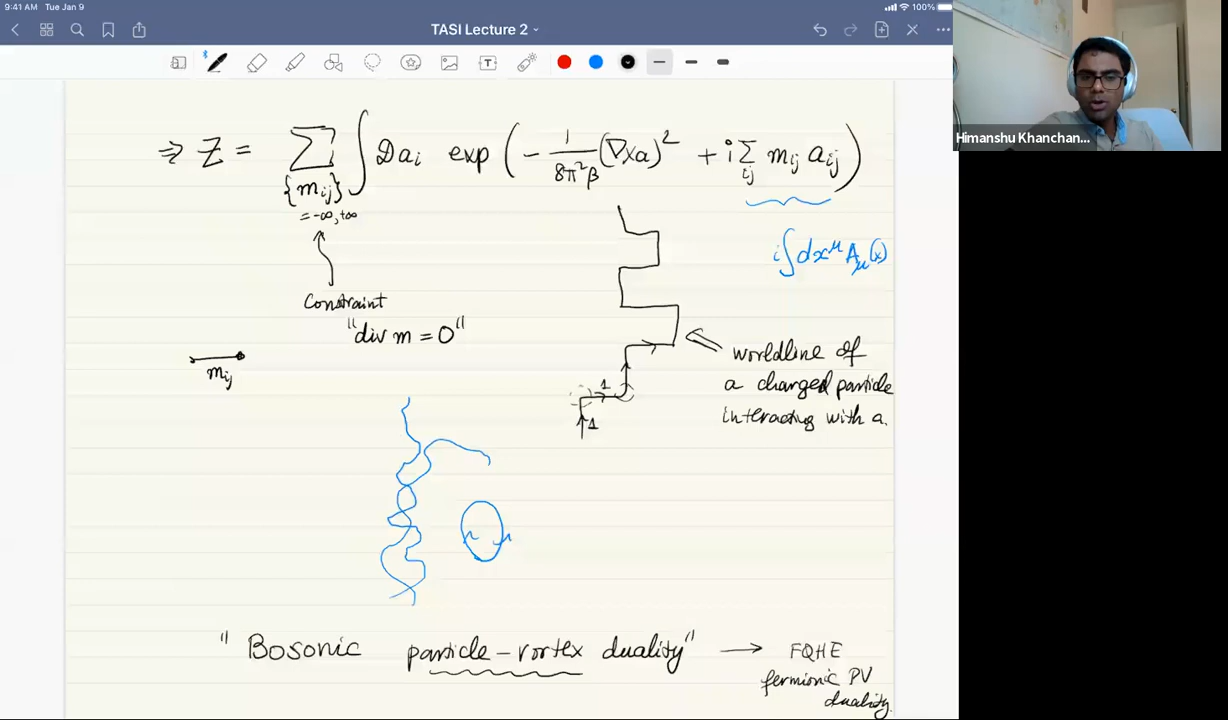 9:41 AM Tue Jan 9
100%
TASI Lecture 2
T
Himanshu Khanchan...
⇒ Z = ∑ ∫ Da_i exp ( - 1/8π²β (∇×a)² + i ∑ m_ij a_ij )
{m_ij} ij
= -∞, +∞
i∫ dx^μ A_μ(x)
Constraint
"div m = 0"
m_ij
worldline of
a charged particle
interacting with a.
1
1
"Bosonic particle-vortex duality" → FQHE
fermionic PV
duality